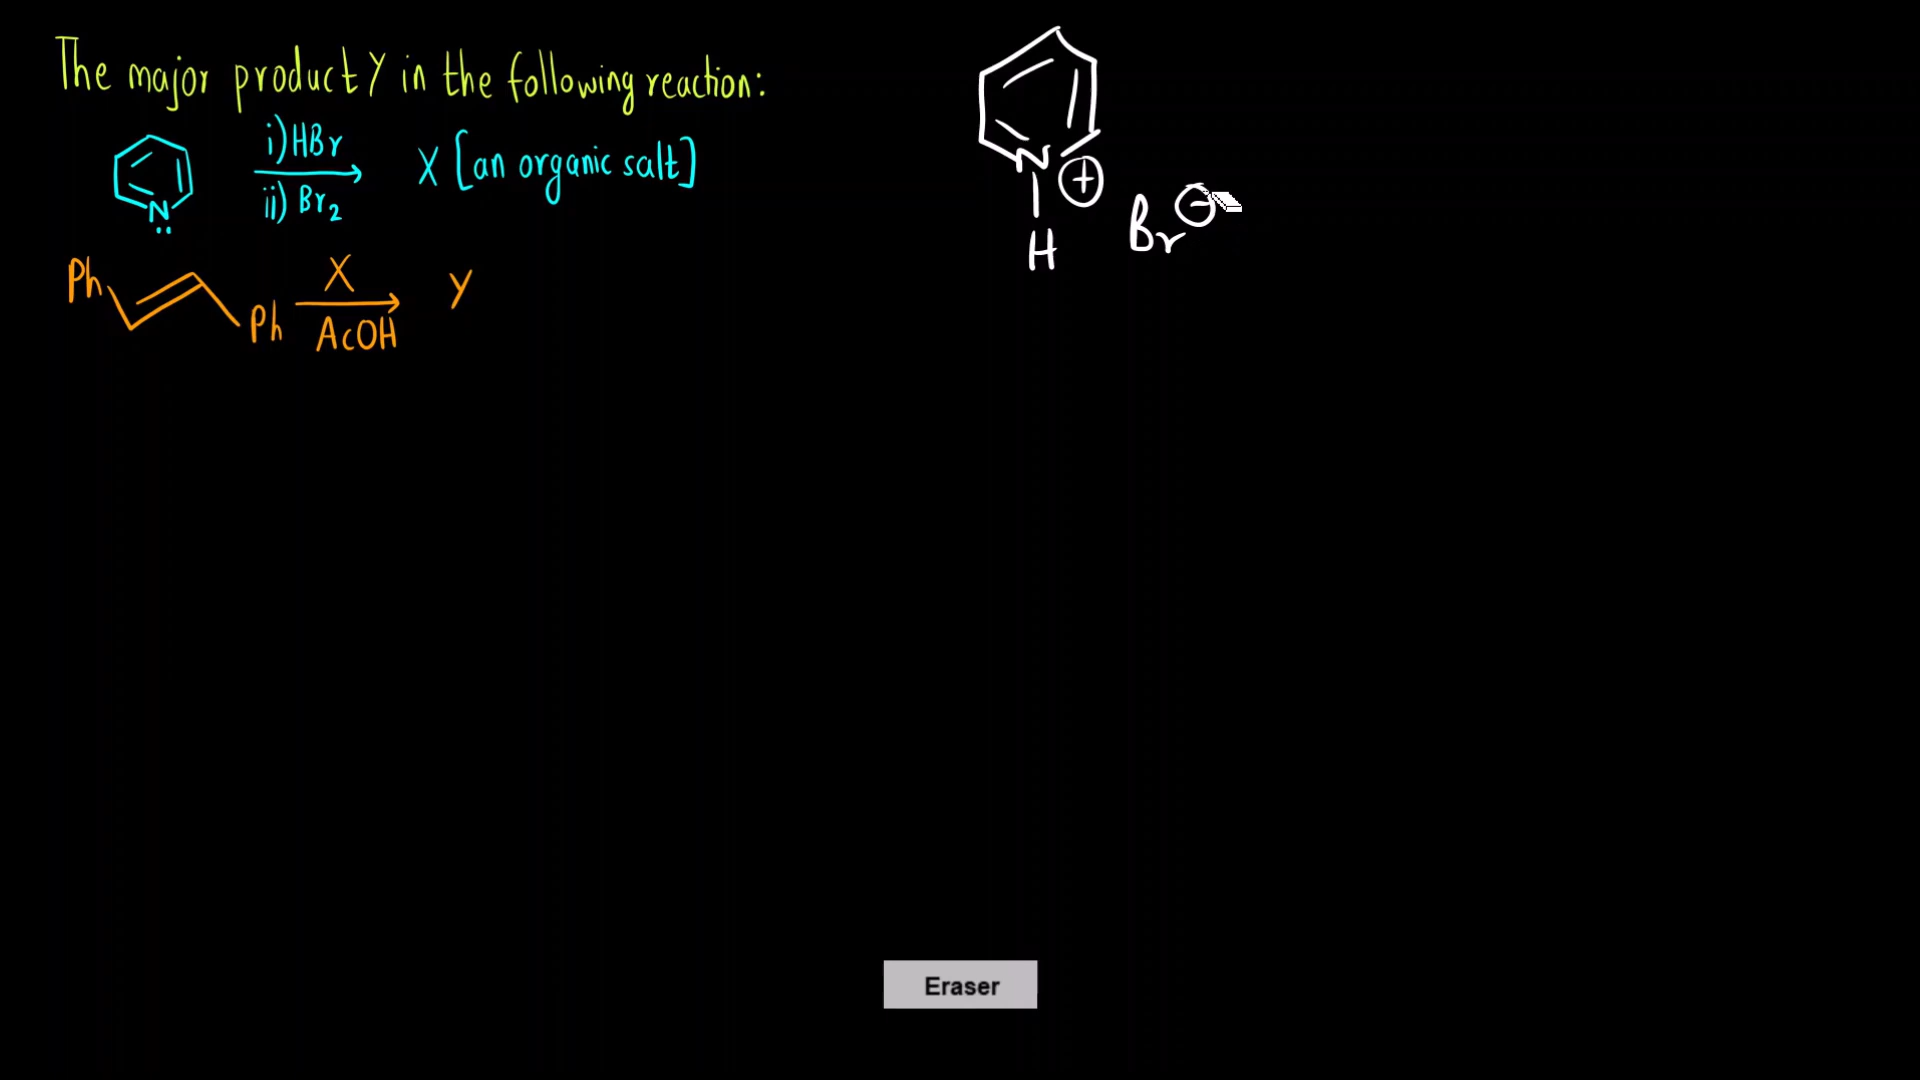 The major product Y in the following reaction:
i) HBr
ii) Br2
N
X [an organic salt]
Ph
Ph
X
AcOH
Y
N
+
H
Br-
Eraser